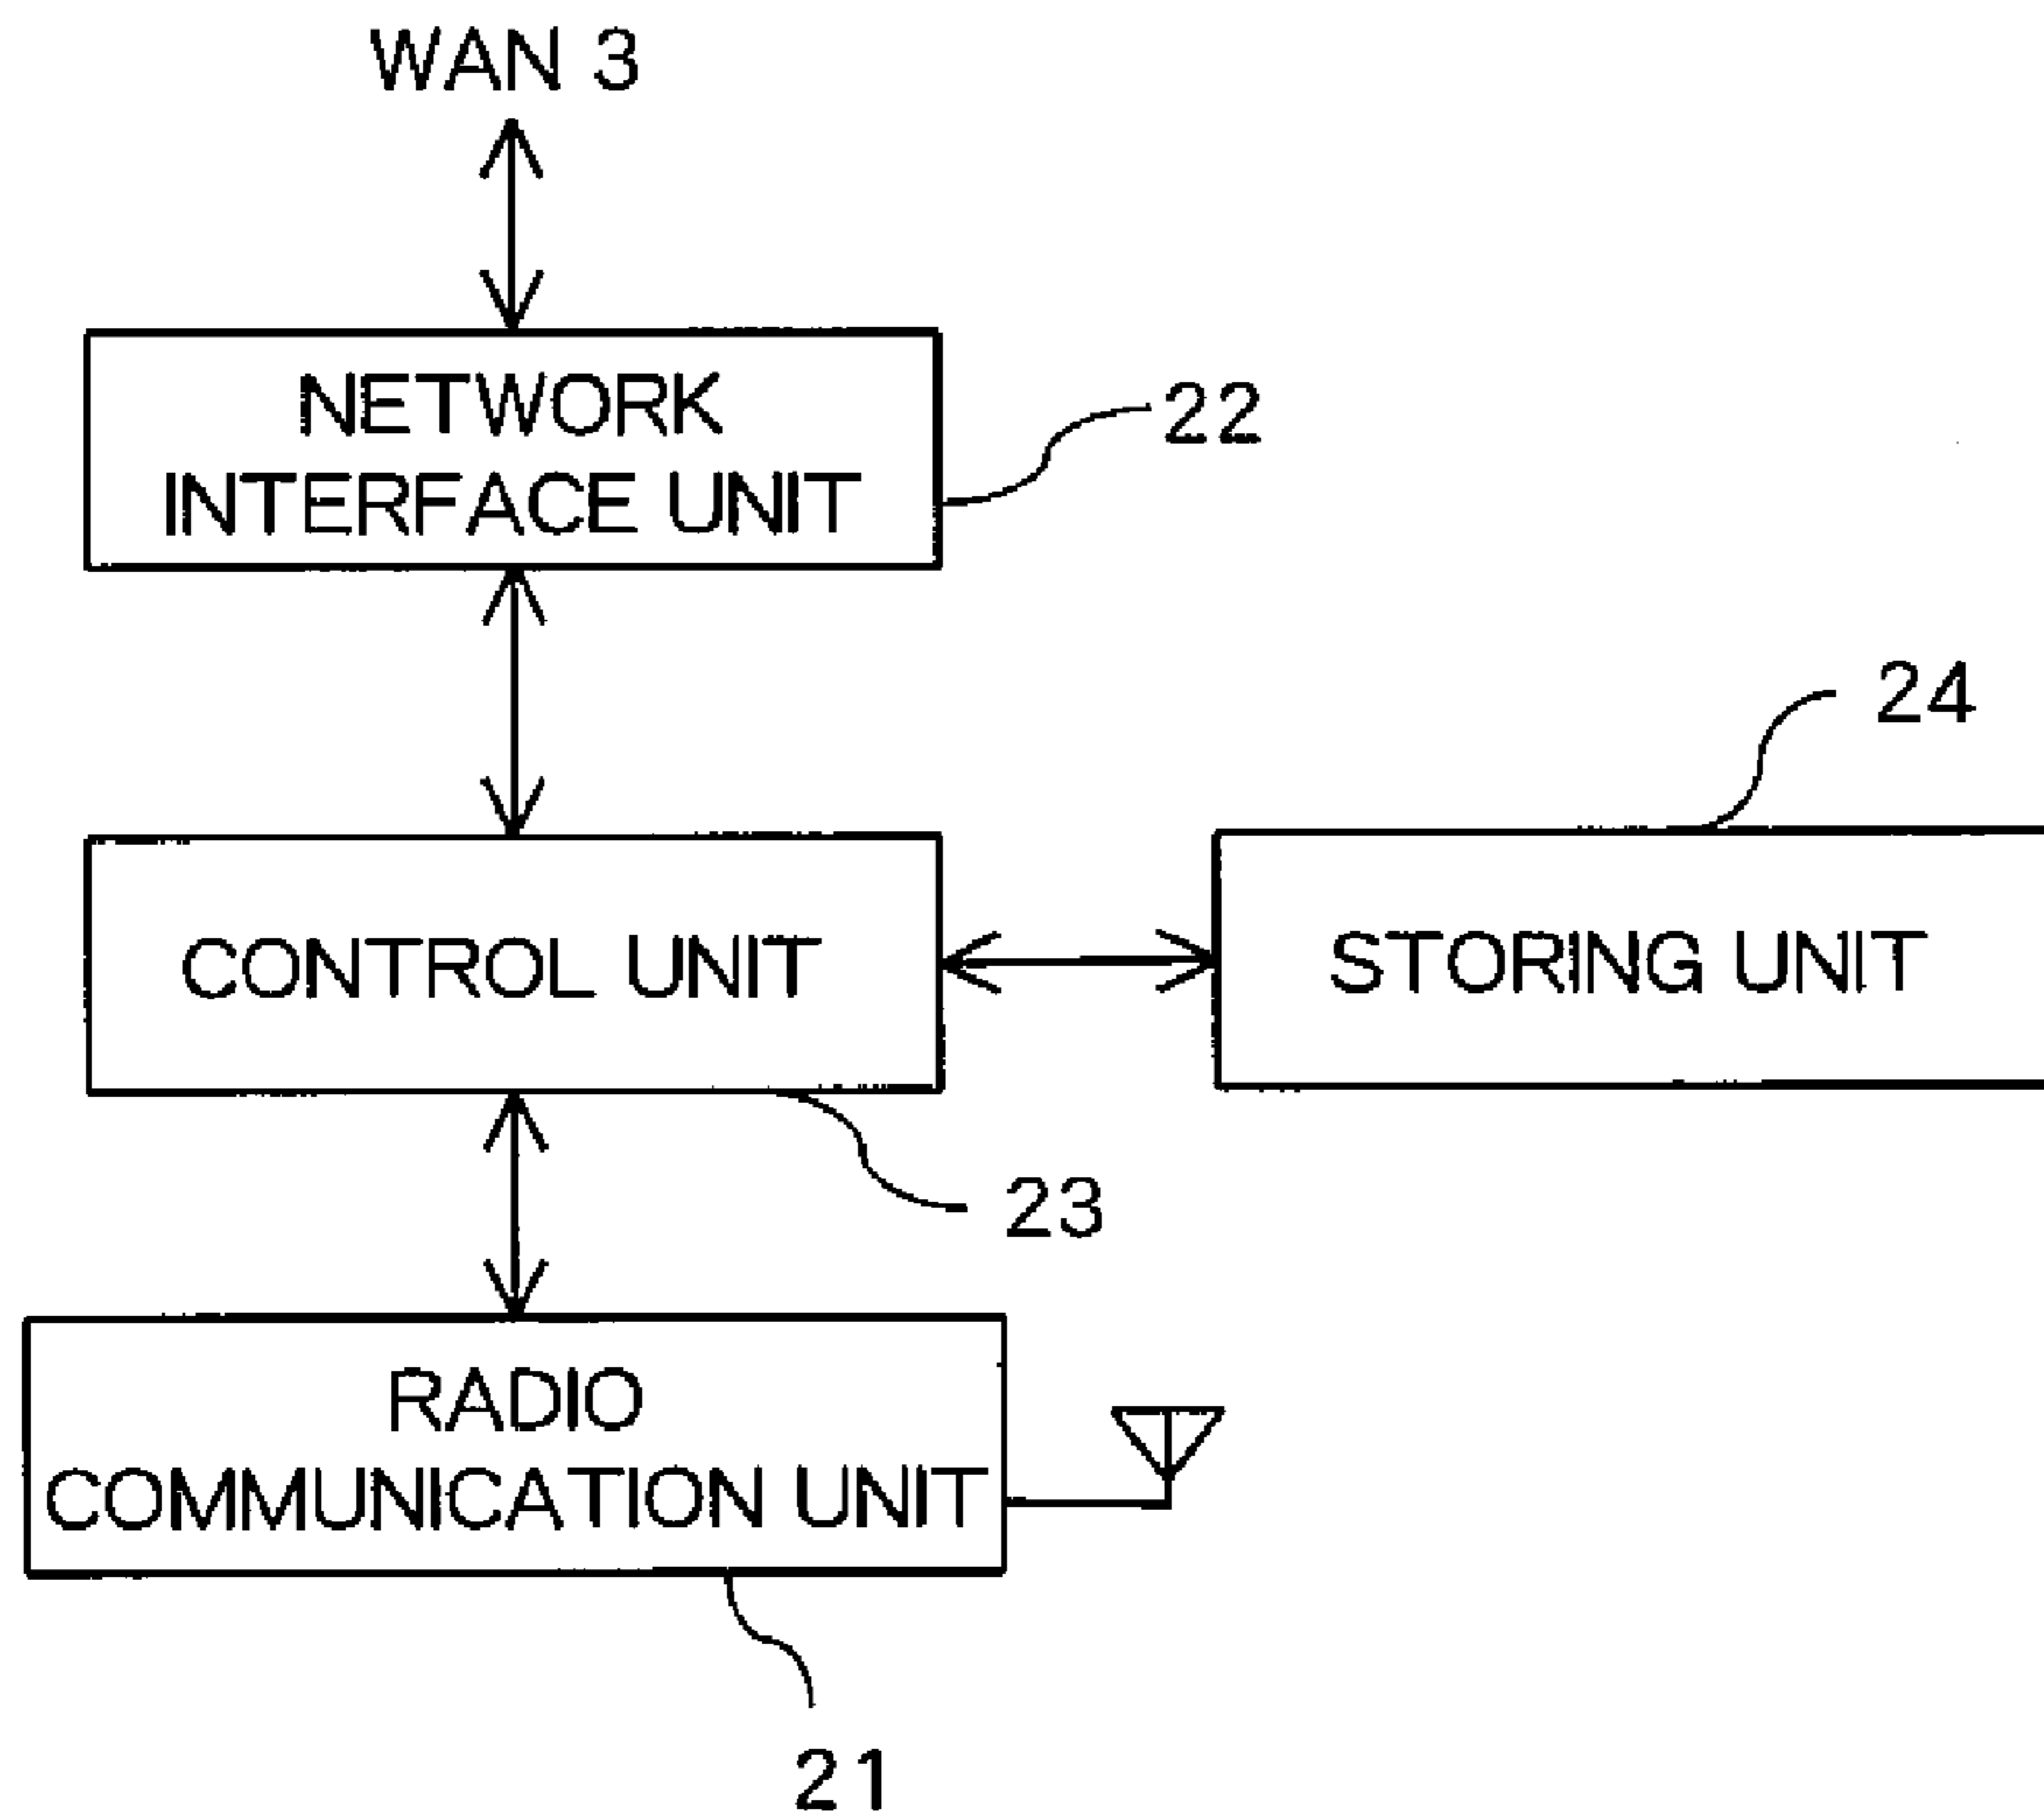 WAN 3
NETWORK
INTERFACE UNIT
22
24
CONTROL UNIT
STORING UNIT
23
RADIO
COMMUNICATION UNIT
21